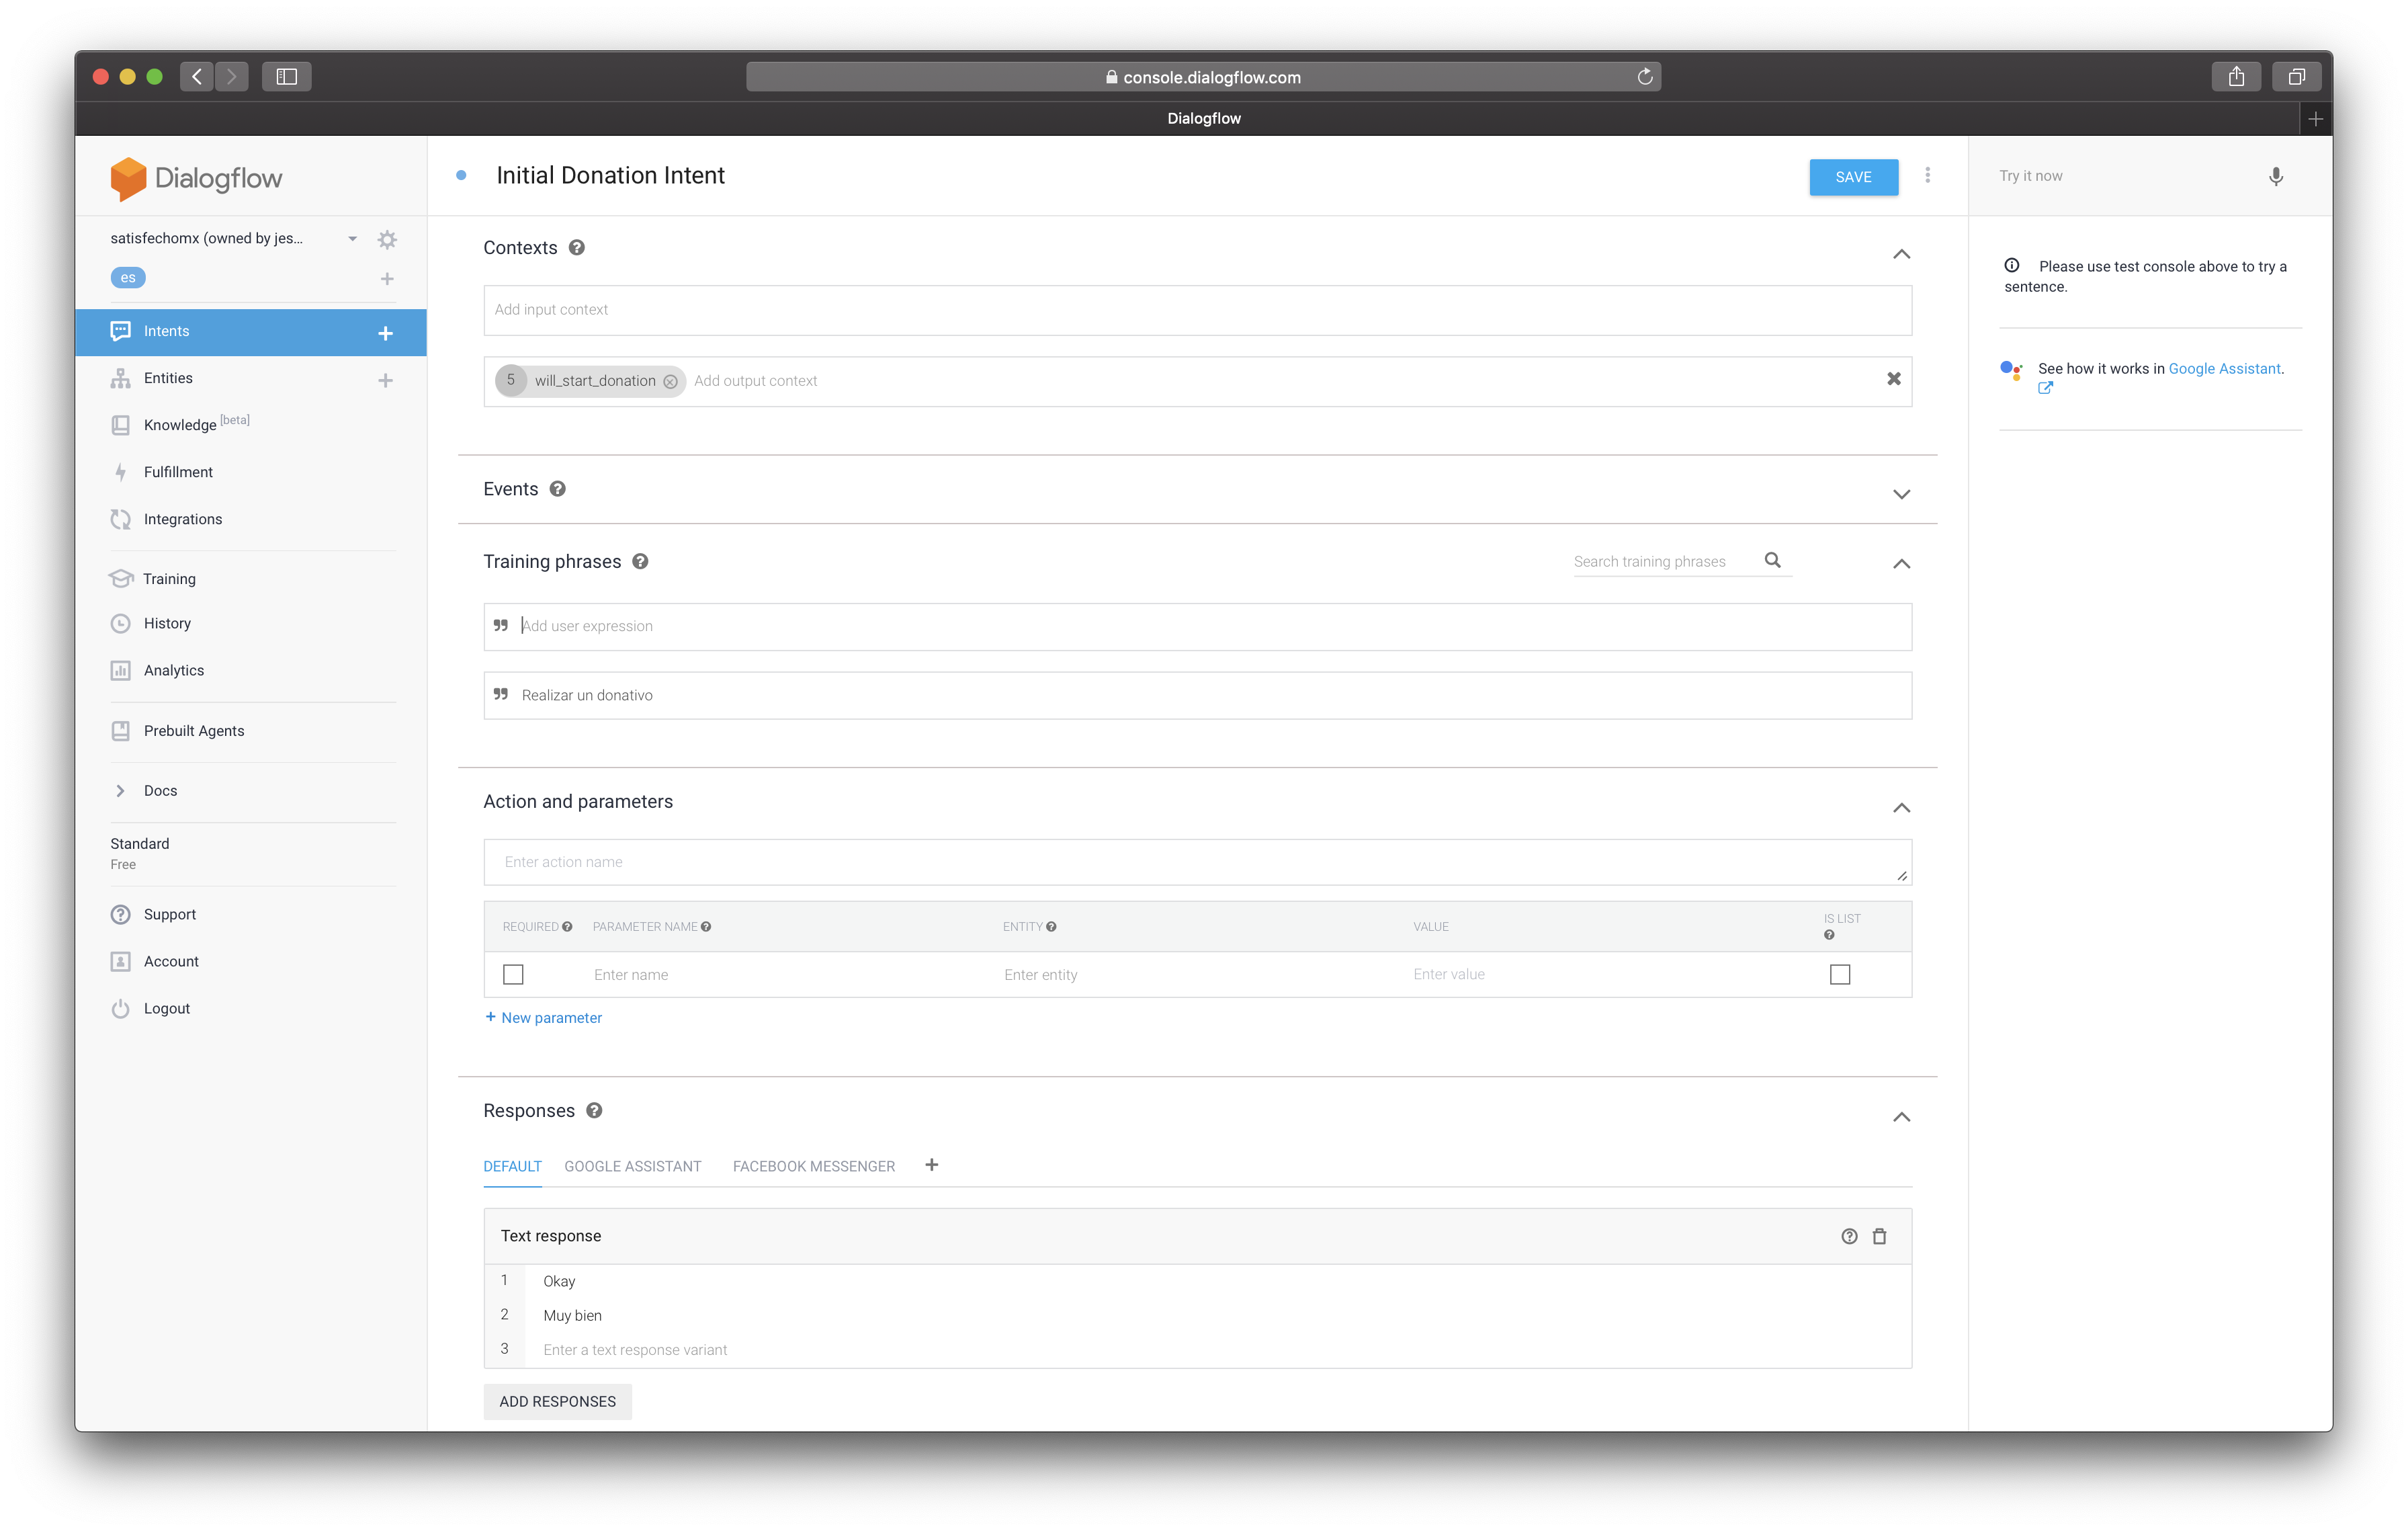 console.dialogflow.com
Dialogflow
Dialogflow
satisfechomx (owned by jes...
es
Intents
Entities
Knowledge [beta]
Fulfillment
Integrations
Training
History
Analytics
Prebuilt Agents
Docs
Standard
Free
Support
Account
Logout
Initial Donation Intent
SAVE
Contexts
Add input context
5 will_start_donation Add output context
Events
Training phrases
Search training phrases
Add user expression
Realizar un donativo
Action and parameters
Enter action name
REQUIRED PARAMETER NAME ENTITY VALUE IS LIST
Enter name Enter entity Enter value
+ New parameter
Responses
DEFAULT GOOGLE ASSISTANT FACEBOOK MESSENGER
Text response
1 Okay
2 Muy bien
3 Enter a text response variant
ADD RESPONSES
Try it now
Please use test console above to try a
sentence.
See how it works in Google Assistant.